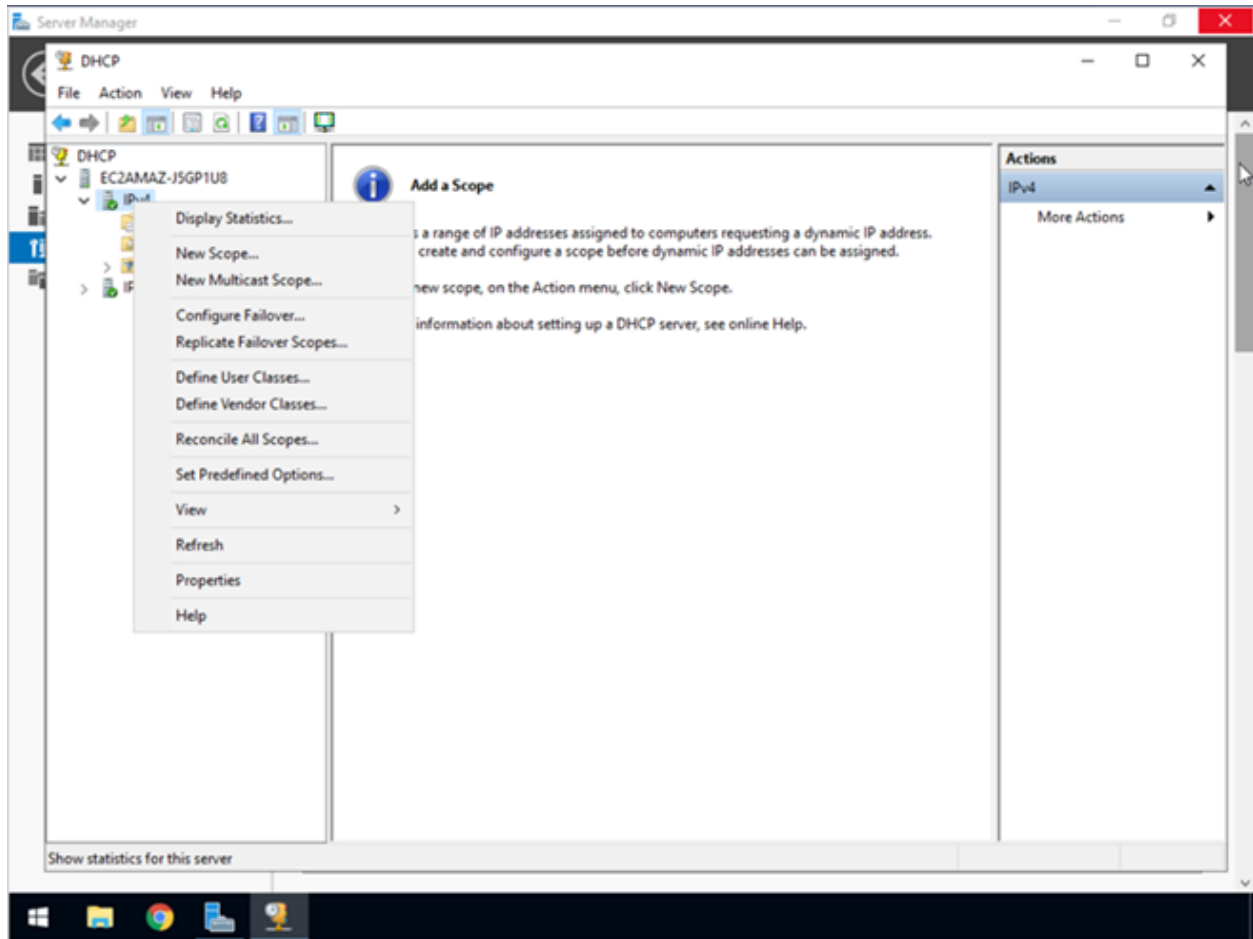 Server Manager
DHCP
File Action View Help
DHCP
EC2AMAZ-J5GP1U8
IPv4
Display Statistics...
New Scope...
New Multicast Scope...
Configure Failover...
Replicate Failover Scopes...
Define User Classes...
Define Vendor Classes...
Reconcile All Scopes...
Set Predefined Options...
View
Refresh
Properties
Help
IP
Add a Scope
s a range of IP addresses assigned to computers requesting a dynamic IP address.
create and configure a scope before dynamic IP addresses can be assigned.
new scope, on the Action menu, click New Scope.
information about setting up a DHCP server, see online Help.
Actions
IPv4
More Actions
Show statistics for this server